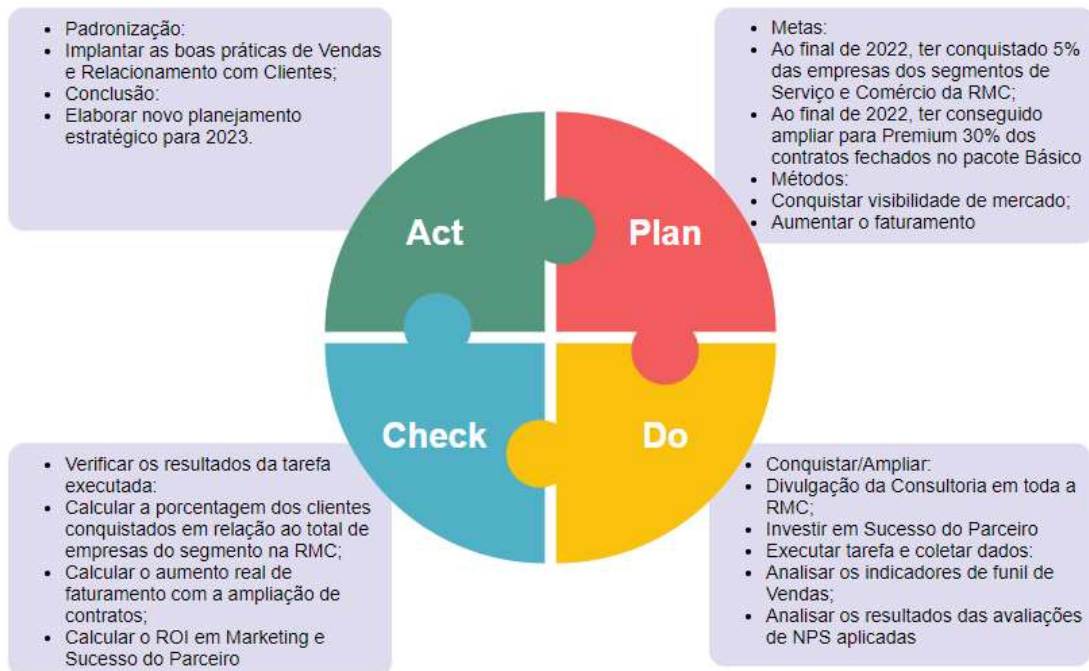 • Padronização:
• Implantar as boas práticas de Vendas
e Relacionamento com Clientes;
• Conclusão:
• Elaborar novo planejamento
estratégico para 2023.
• Metas:
• Ao final de 2022, ter conquistado 5%
das empresas dos segmentos de
Serviço e Comércio da RMC;
• Ao final de 2022, ter conseguido
ampliar para Premium 30% dos
contratos fechados no pacote Básico
• Métodos:
• Conquistar visibilidade de mercado;
• Aumentar o faturamento
Act
Plan
Check
Do
• Verificar os resultados da tarefa
executada:
• Calcular a porcentagem dos clientes
conquistados em relação ao total de
empresas do segmento na RMC;
• Calcular o aumento real de
faturamento com a ampliação de
contratos;
• Calcular o ROI em Marketing e
Sucesso do Parceiro
• Conquistar/Ampliar:
• Divulgação da Consultoria em toda a
RMC;
• Investir em Sucesso do Parceiro
• Executar tarefa e coletar dados:
• Analisar os indicadores de funil de
Vendas;
• Analisar os resultados das avaliações
de NPS aplicadas